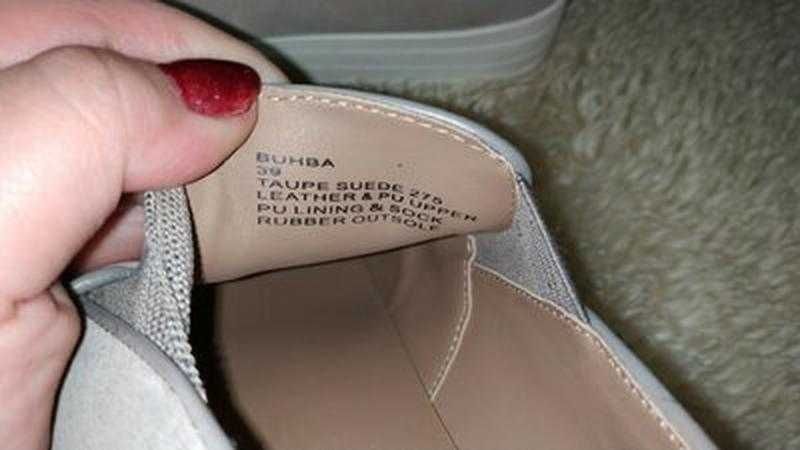 BUHBA
39
TAUPE SUEDE 275
LEATHER & PU UPPER
PU LINING & SOCK
RUBBER OUTSOLE